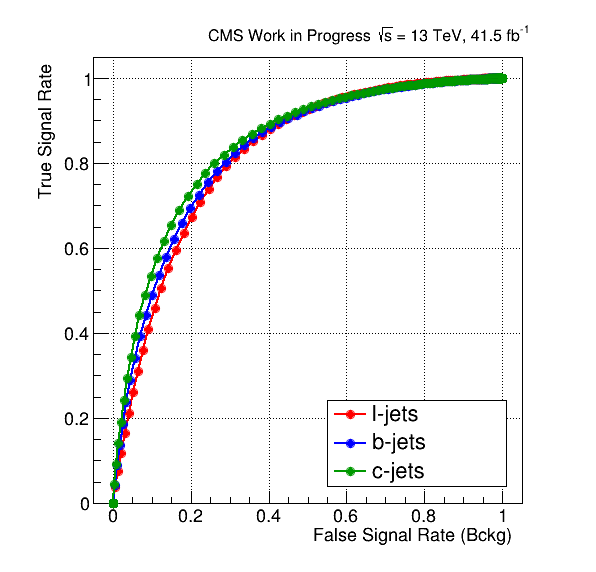 CMS Work in Progress √s = 13 TeV, 41.5 fb⁻¹
True Signal Rate
1
0.8
0.6
0.4
0.2
0
0 0.2 0.4 0.6 0.8 1
False Signal Rate (Bckg)
l-jets
b-jets
c-jets